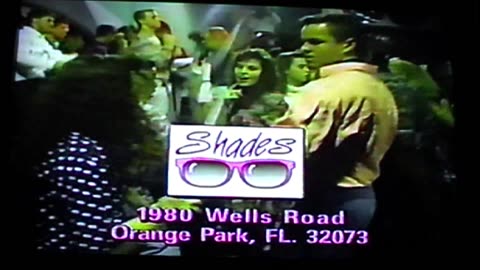 Shades
1980 Wells Road
Orange Park, FL. 32073